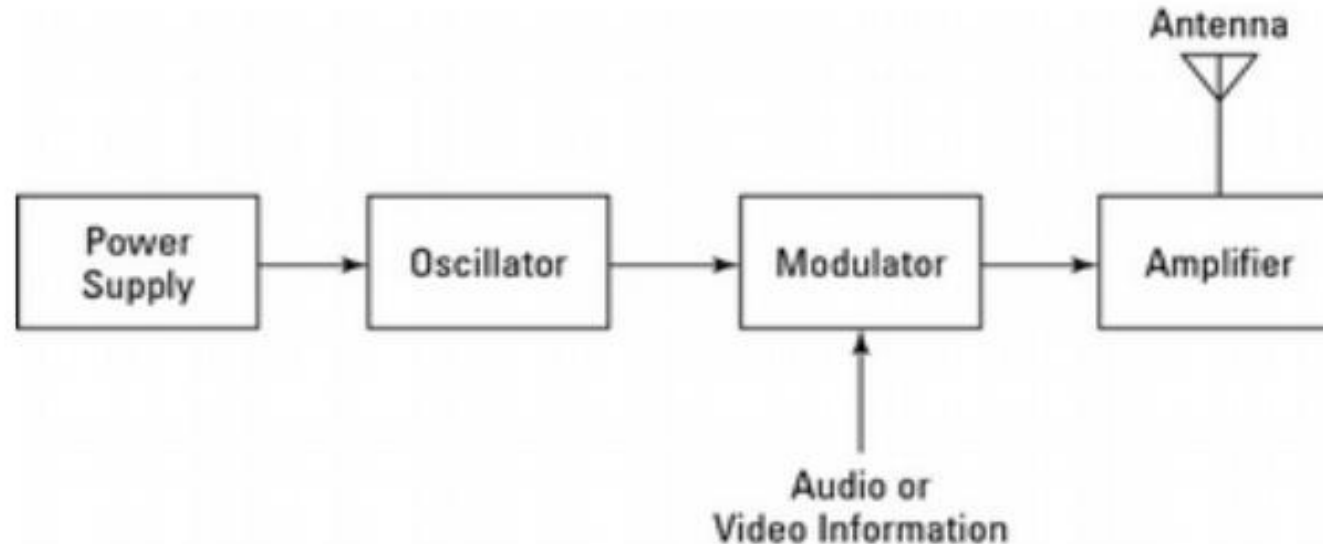 Antenna
Power
Supply
Oscillator
Modulator
Amplifier
Audio or
Video Information